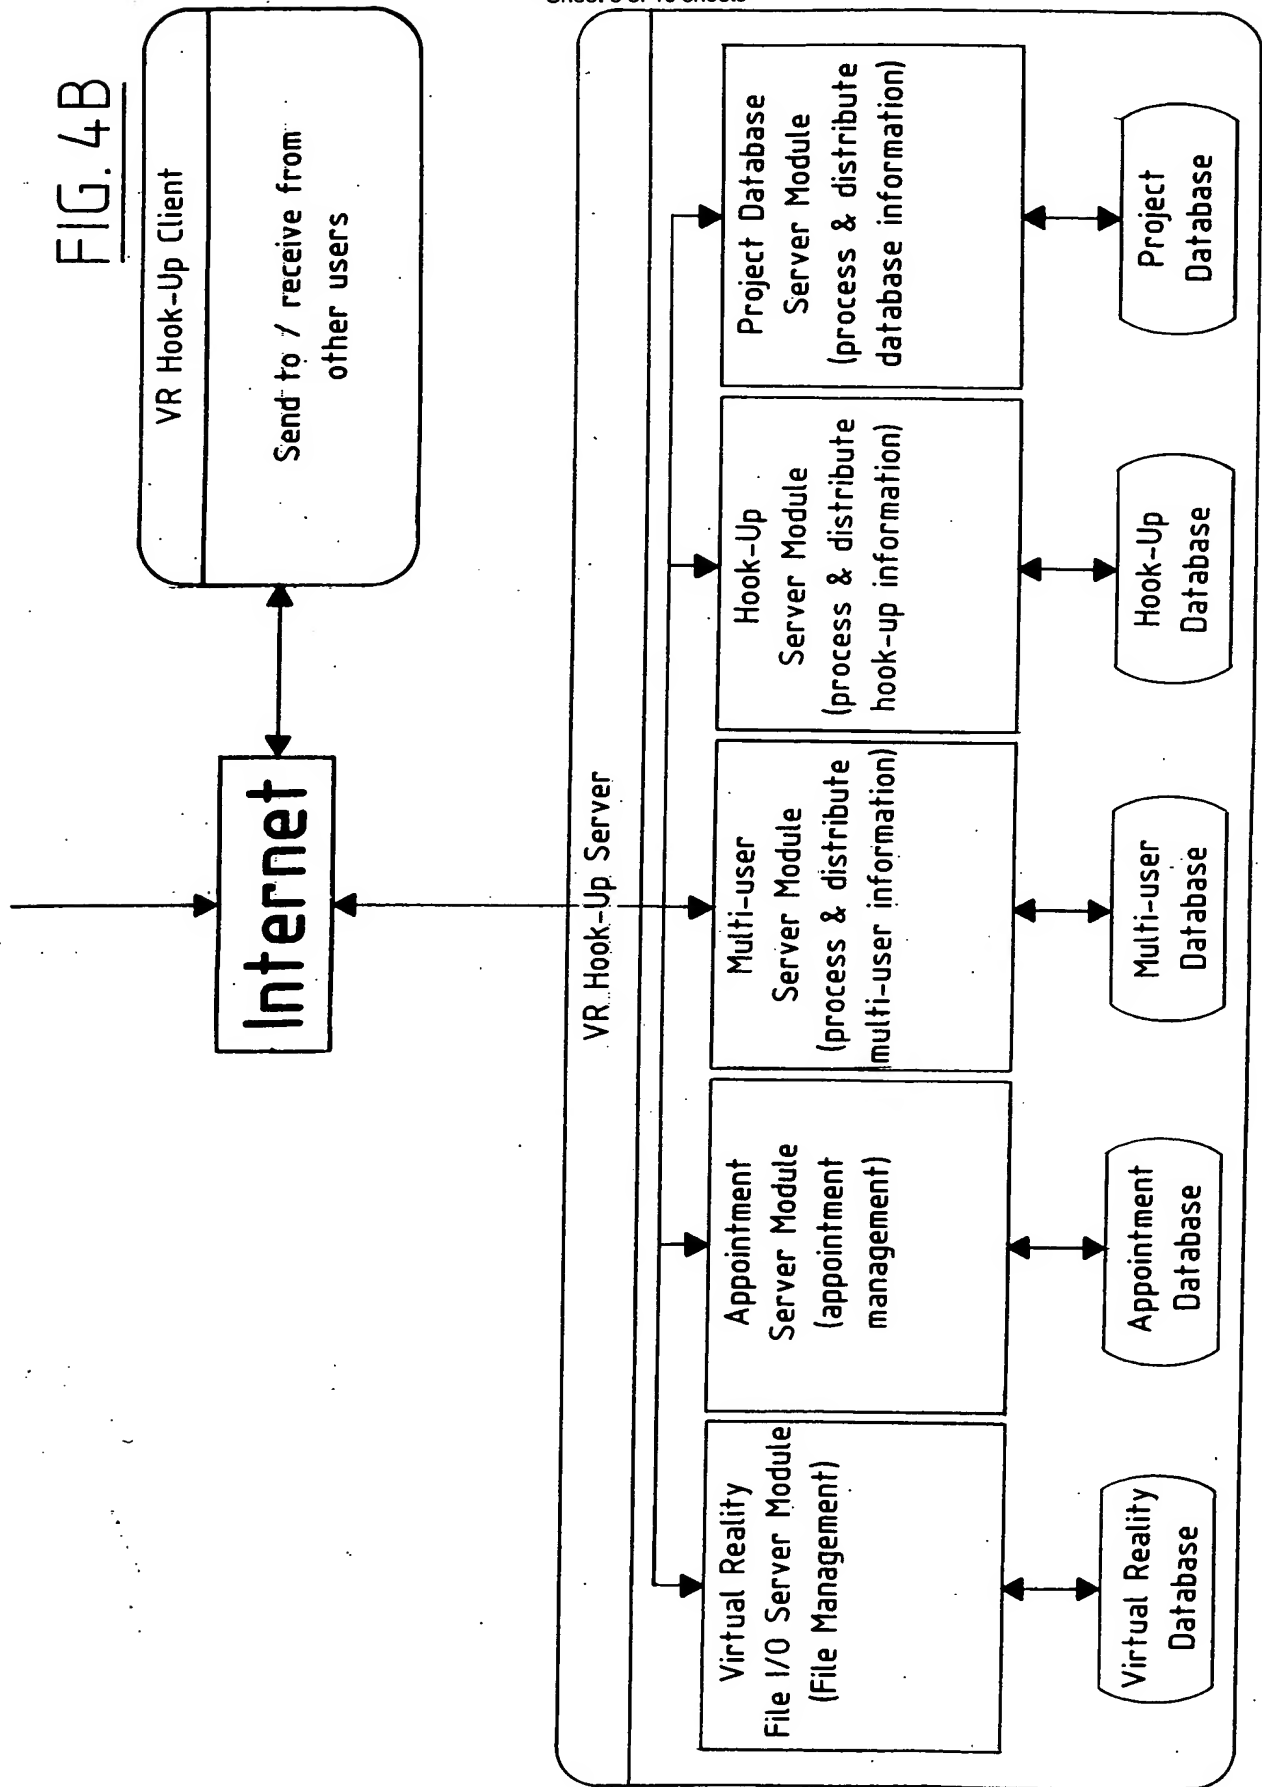 FIG. 4B
VR Hook-Up Client
Send to / receive from
other users
Internet
VR Hook-Up Server
Virtual Reality
File I/O Server Module
(File Management)
Appointment
Server Module
(appointment
management)
Multi-user
Server Module
(process & distribute
multi-user information)
Hook-Up
Server Module
(process & distribute
hook-up information)
Project Database
Server Module
(process & distribute
database information)
Virtual Reality
Database
Appointment
Database
Multi-user
Database
Hook-Up
Database
Project
Database